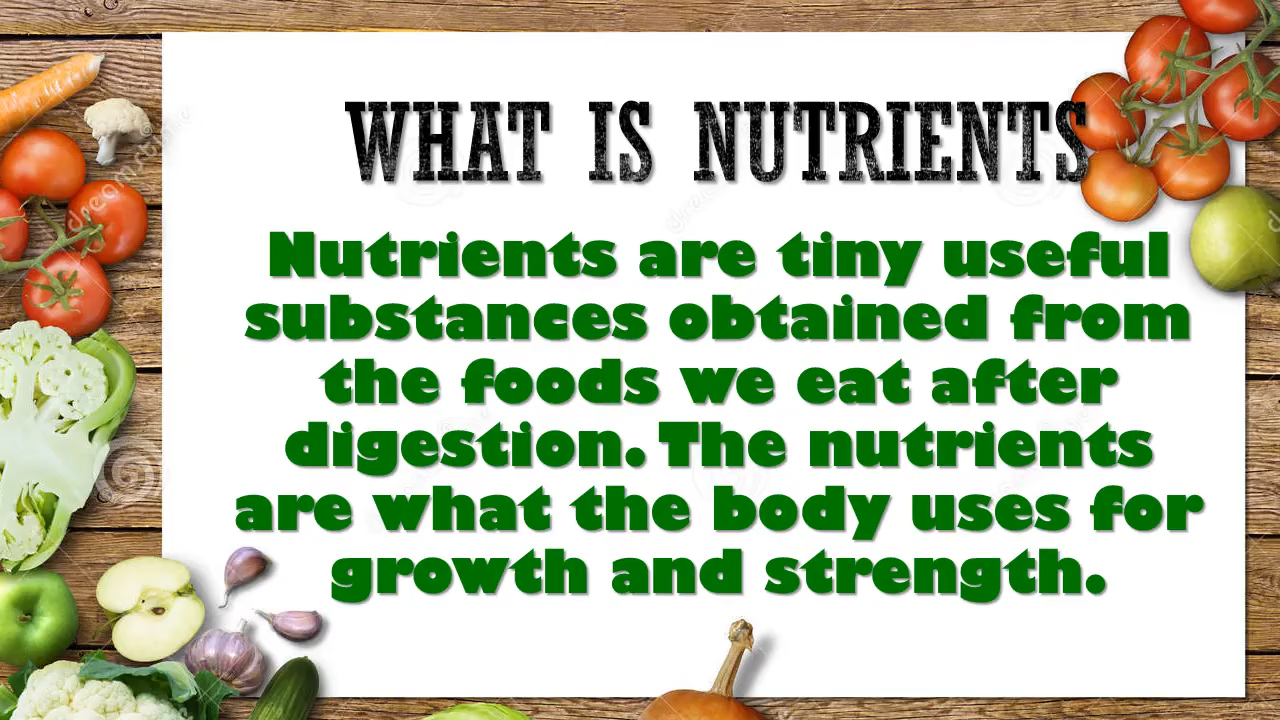 WHAT IS NUTRIENTS
Nutrients are tiny useful
substances obtained from
the foods we eat after
digestion. The nutrients
are what the body uses for
growth and strength.
dreamstime